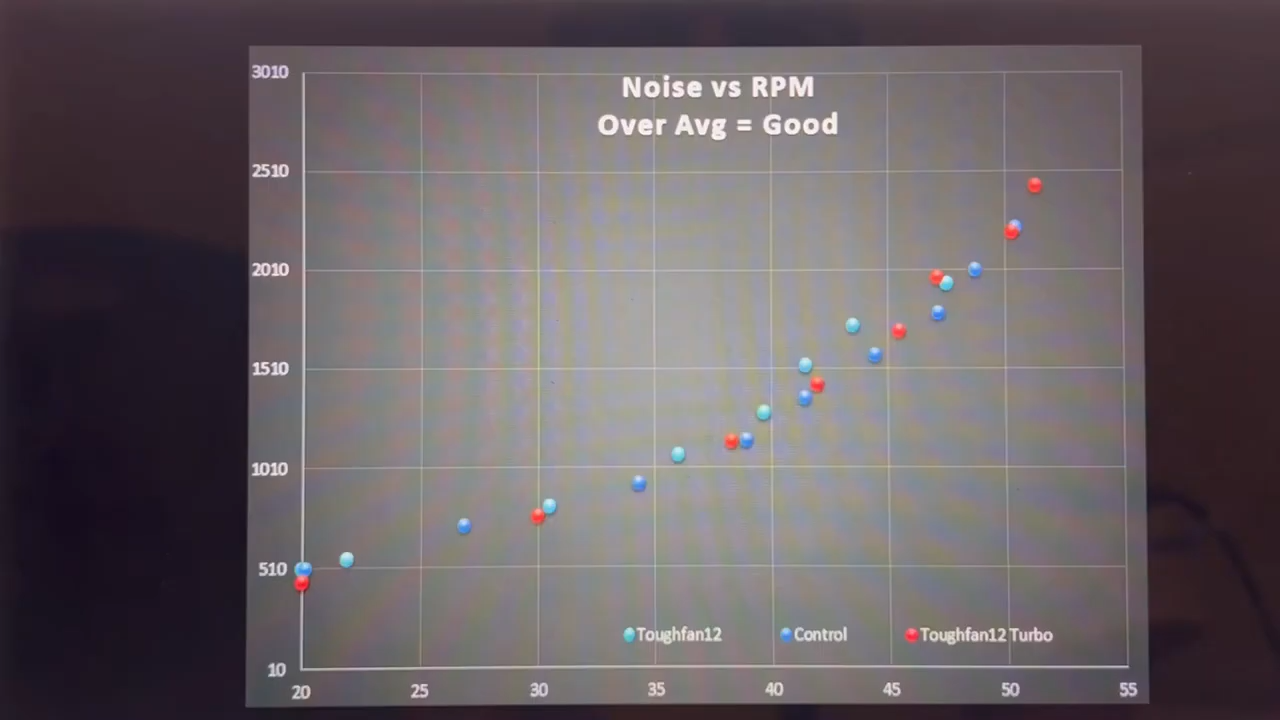 Noise vs RPM
Over Avg = Good
3010
2510
2010
1510
1010
510
10
20 25 30 35 40 45 50 55
Toughfan12 Control Toughfan12 Turbo